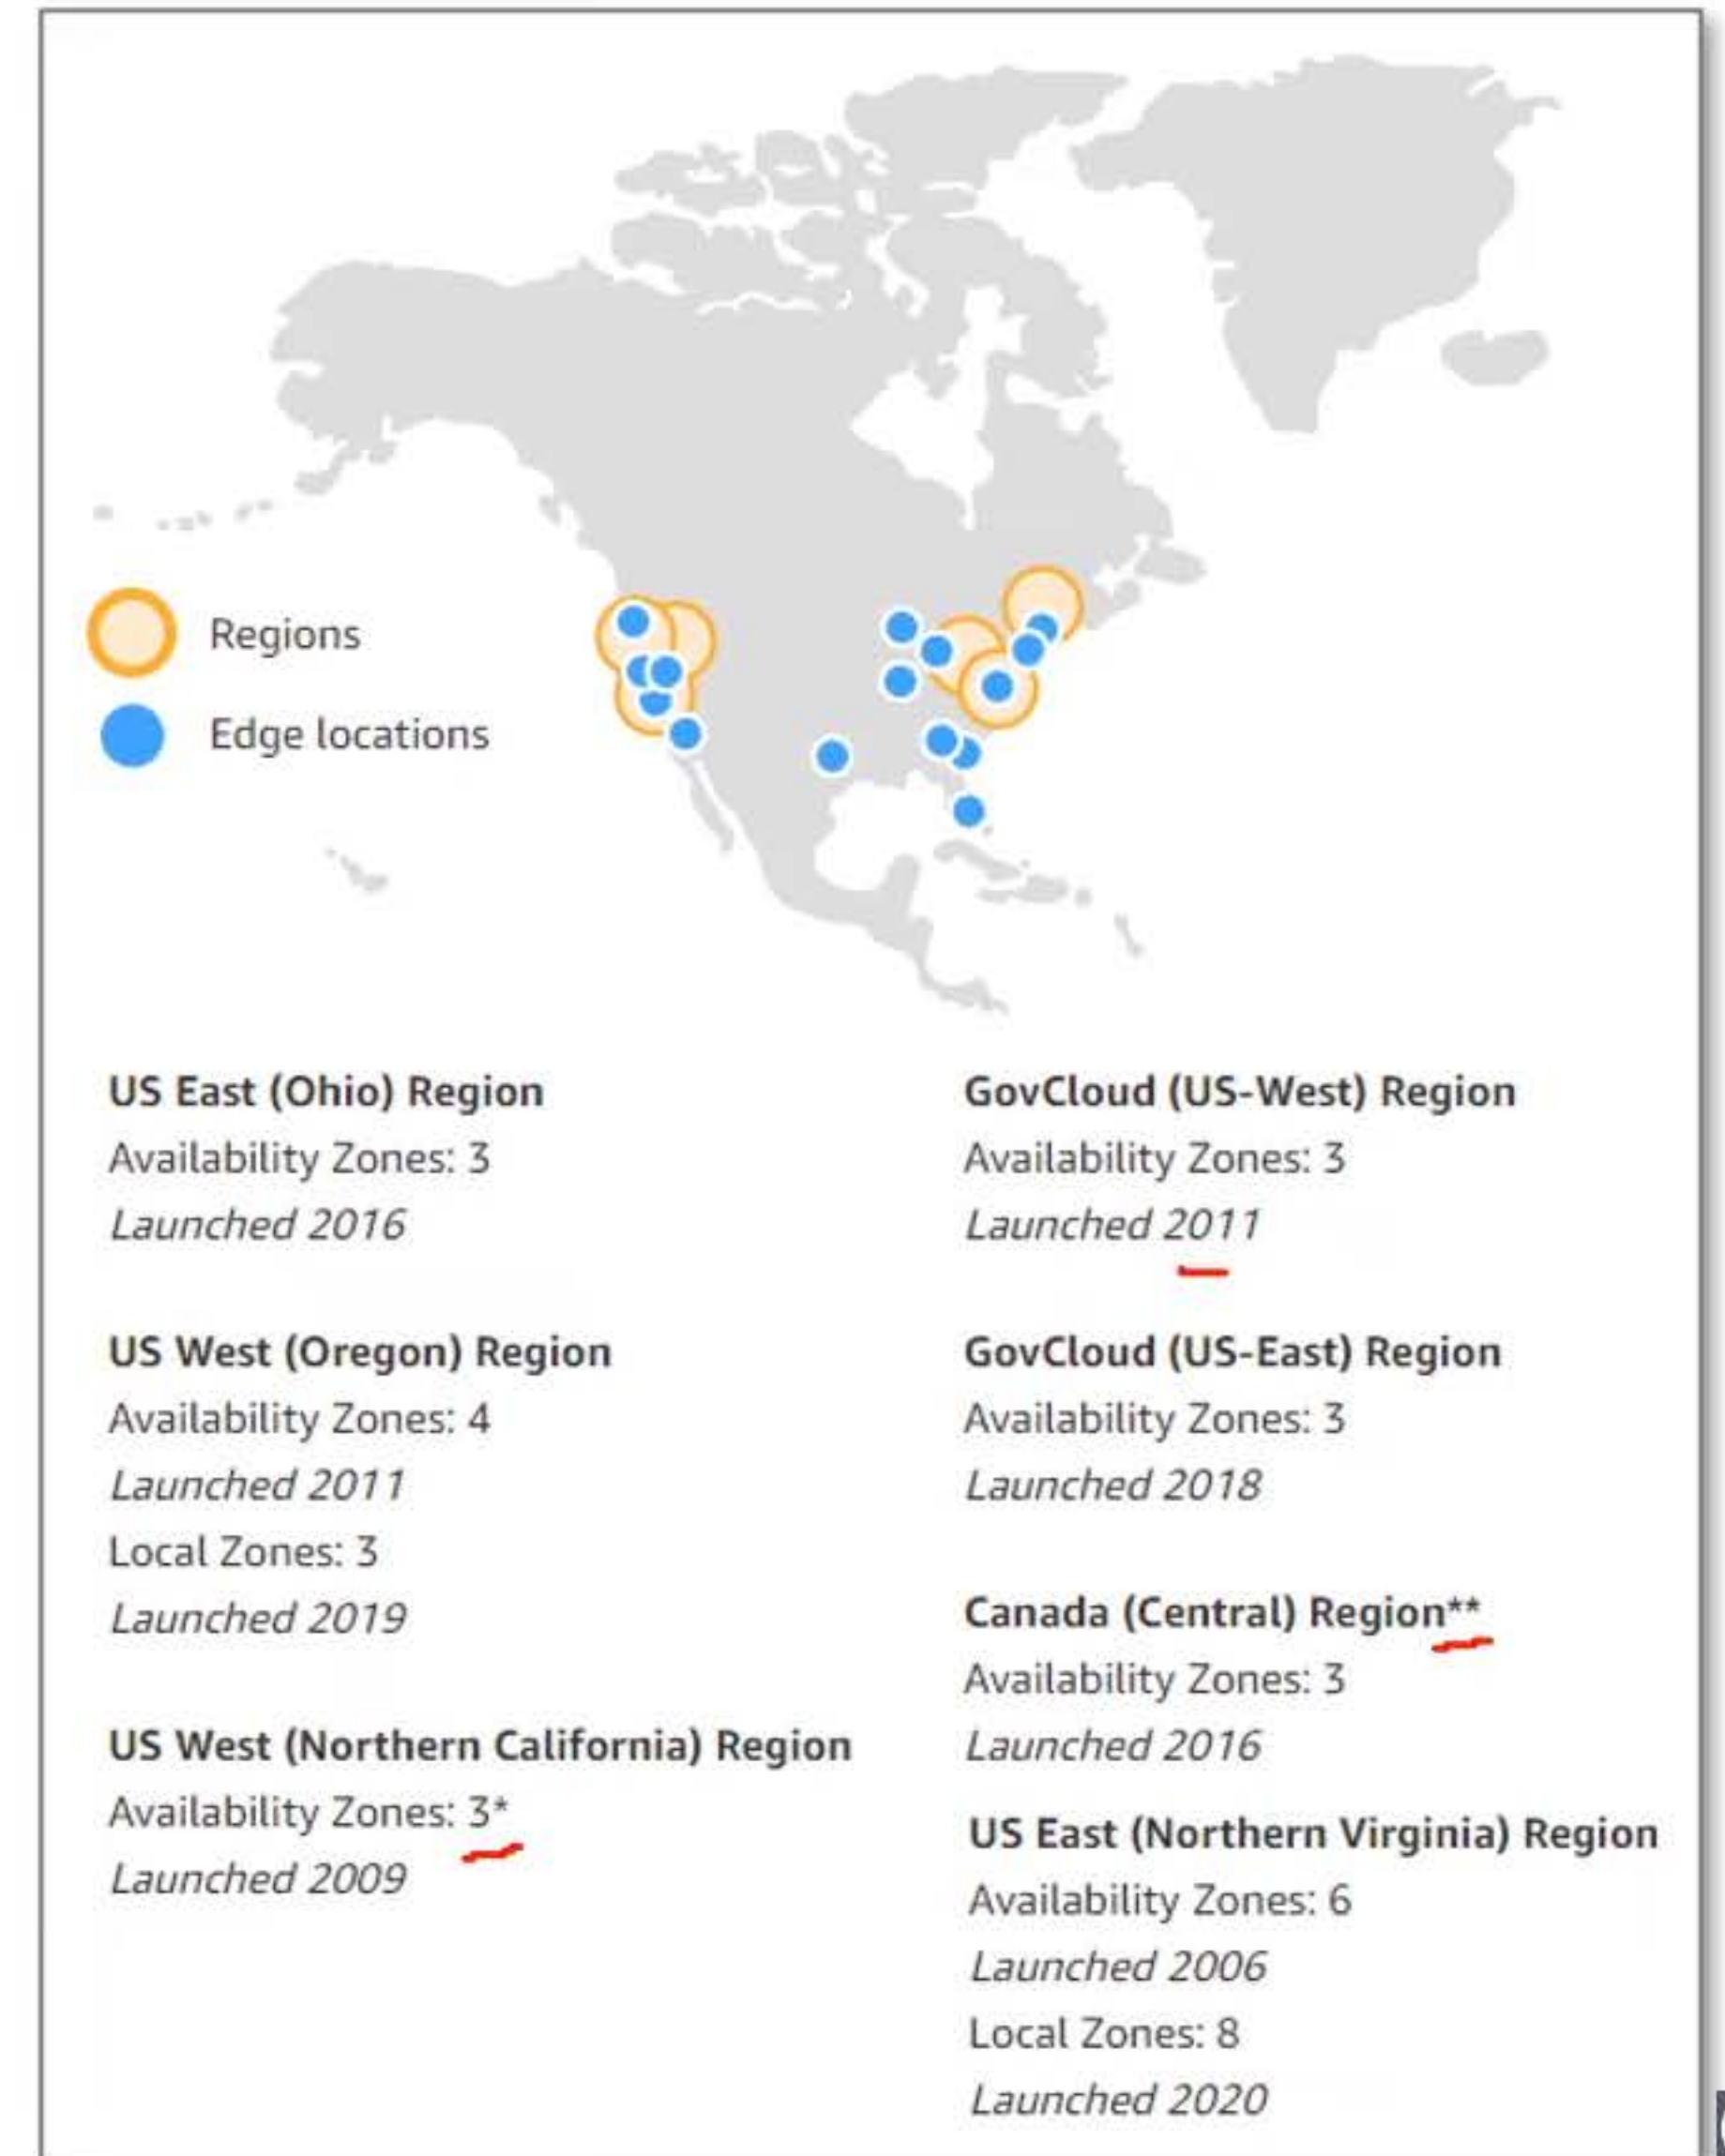 Regions
Edge locations
US East (Ohio) Region
Availability Zones: 3
Launched 2016
US West (Oregon) Region
Availability Zones: 4
Launched 2011
Local Zones: 3
Launched 2019
US West (Northern California) Region
Availability Zones: 3*
Launched 2009
GovCloud (US-West) Region
Availability Zones: 3
Launched 2011
GovCloud (US-East) Region
Availability Zones: 3
Launched 2018
Canada (Central) Region**
Availability Zones: 3
Launched 2016
US East (Northern Virginia) Region
Availability Zones: 6
Launched 2006
Local Zones: 8
Launched 2020